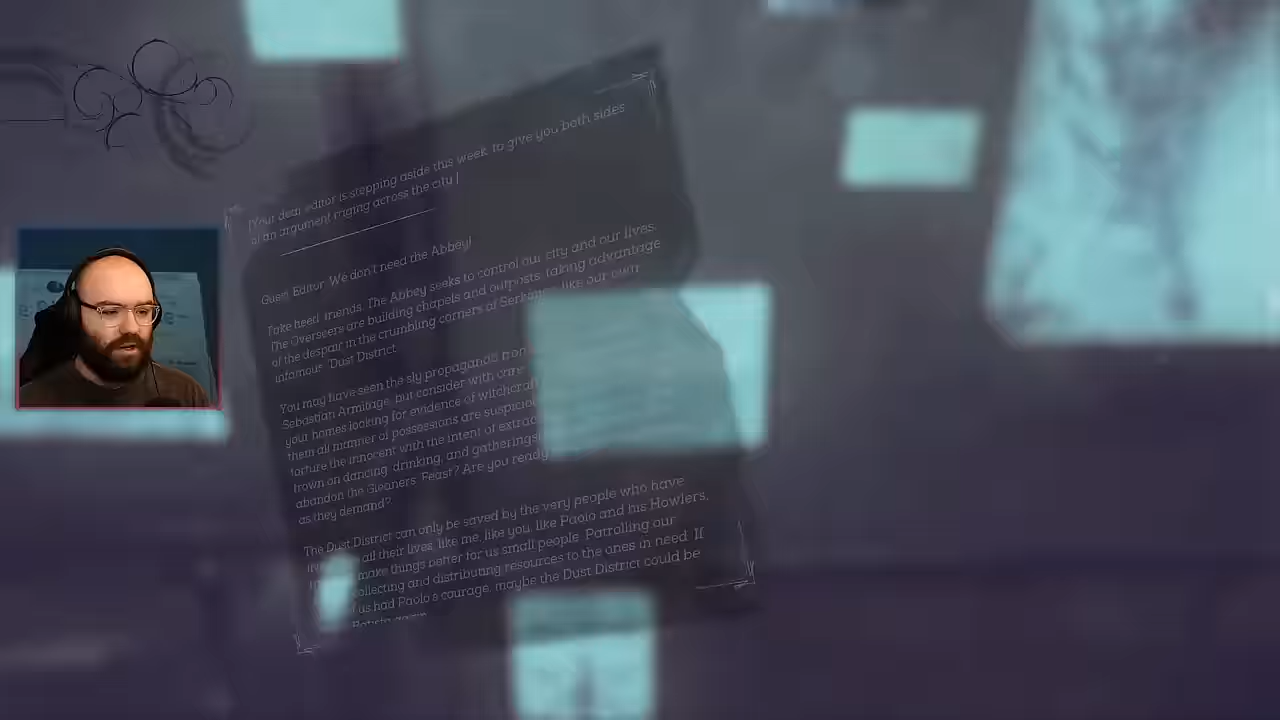 [Your dear editor is stepping aside this week, to give you both sides
of an argument raging across the city.]
Guest Editor: We don't need the Abbey!
Take heed, friends. The Abbey seeks to control our city and our lives.
The Overseers are building chapels and outposts, taking advantage
of the despair in the crumbling corners of Serkonos, like our own
infamous "Dust District."
You may have seen the sly propaganda from
Sebastian Armitage, but consider with care
your homes looking for evidence of witchcraft
them all manner of possessions are
torture the innocent with the intent of
frown on dancing, drinking, and gatherings
abandon the Gleaners' Feast? Are you ready
as they demand?
The Dust District can only be saved by the very people who have
all their lives, like me, like you, like Paolo and his Howlers,
make things better for us small people. Patrolling our
collecting and distributing resources to the ones in need. If
us had Paolo's courage, maybe the Dust District could be
Batista again.